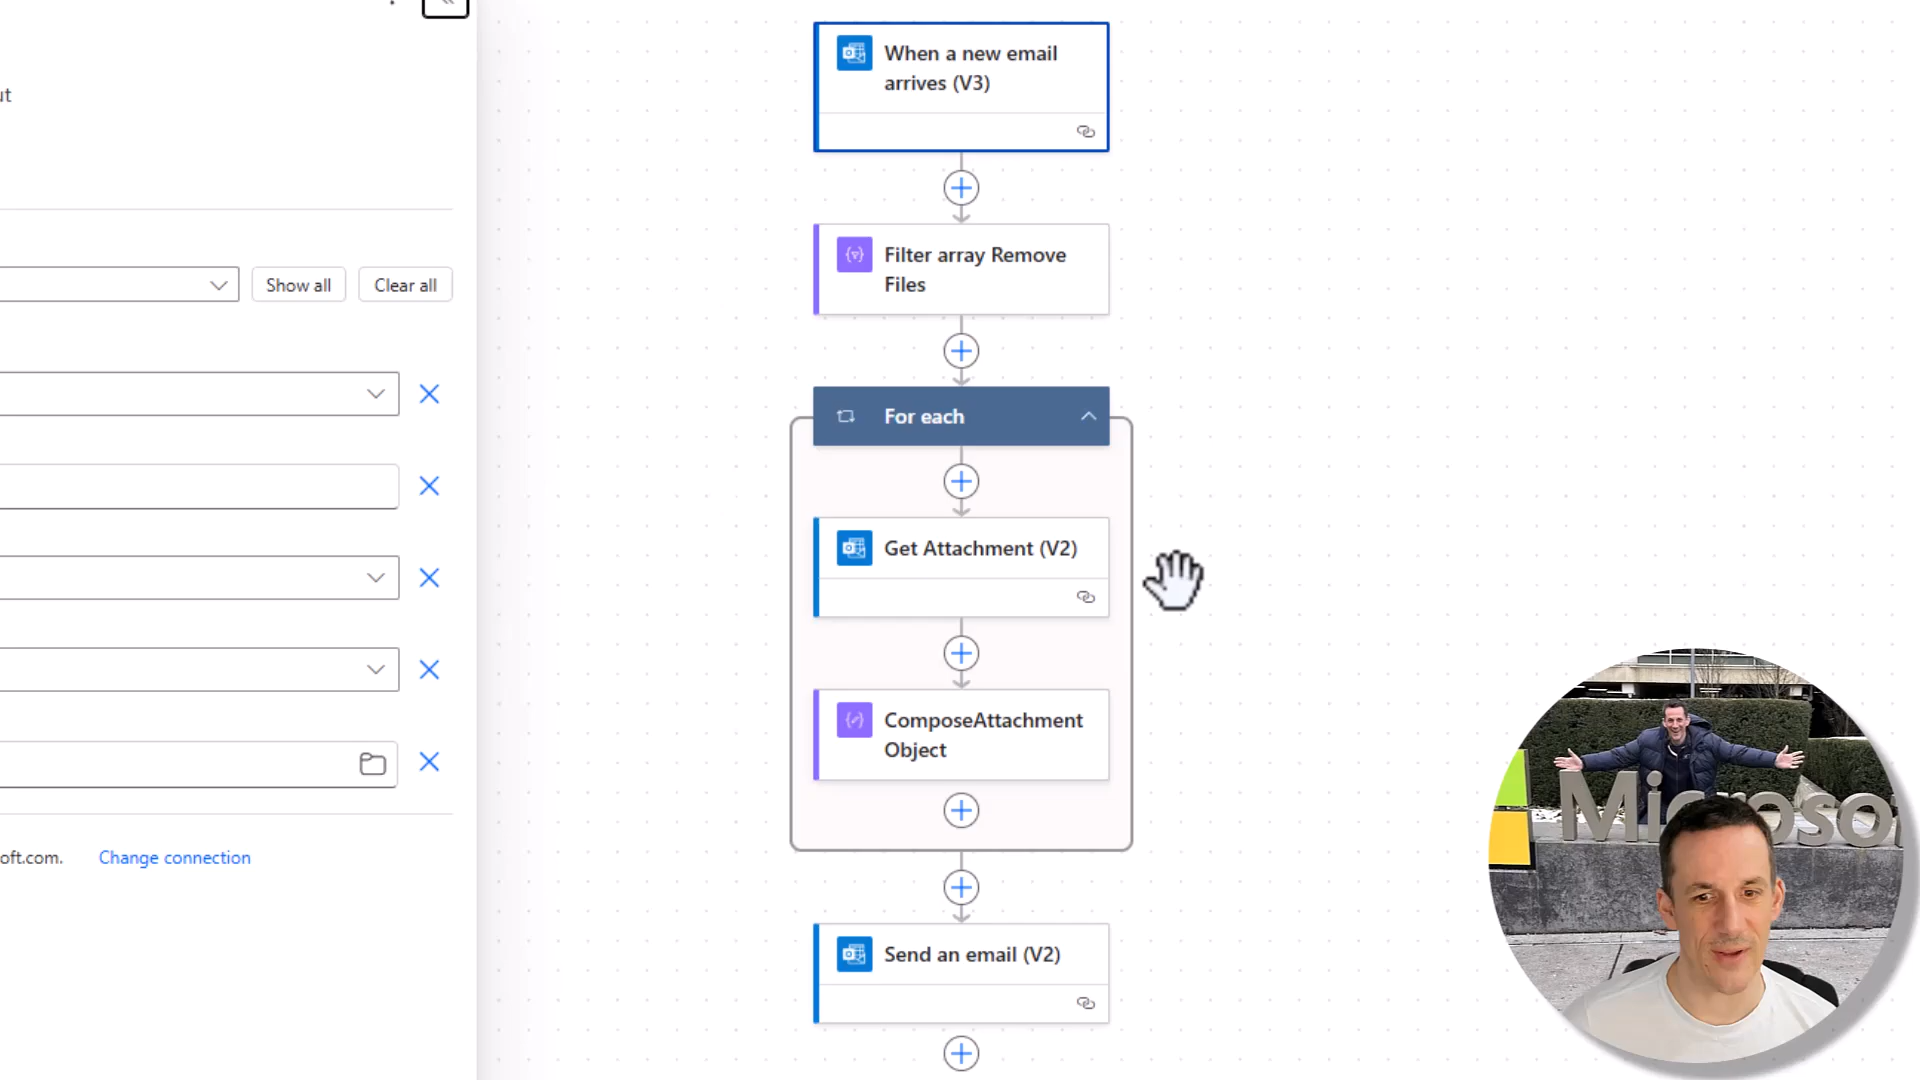 ut
Show all
Clear all
oft.com.
Change connection
When a new email
arrives (V3)
Filter array Remove
Files
For each
Get Attachment (V2)
ComposeAttachment
Object
Send an email (V2)
Microso